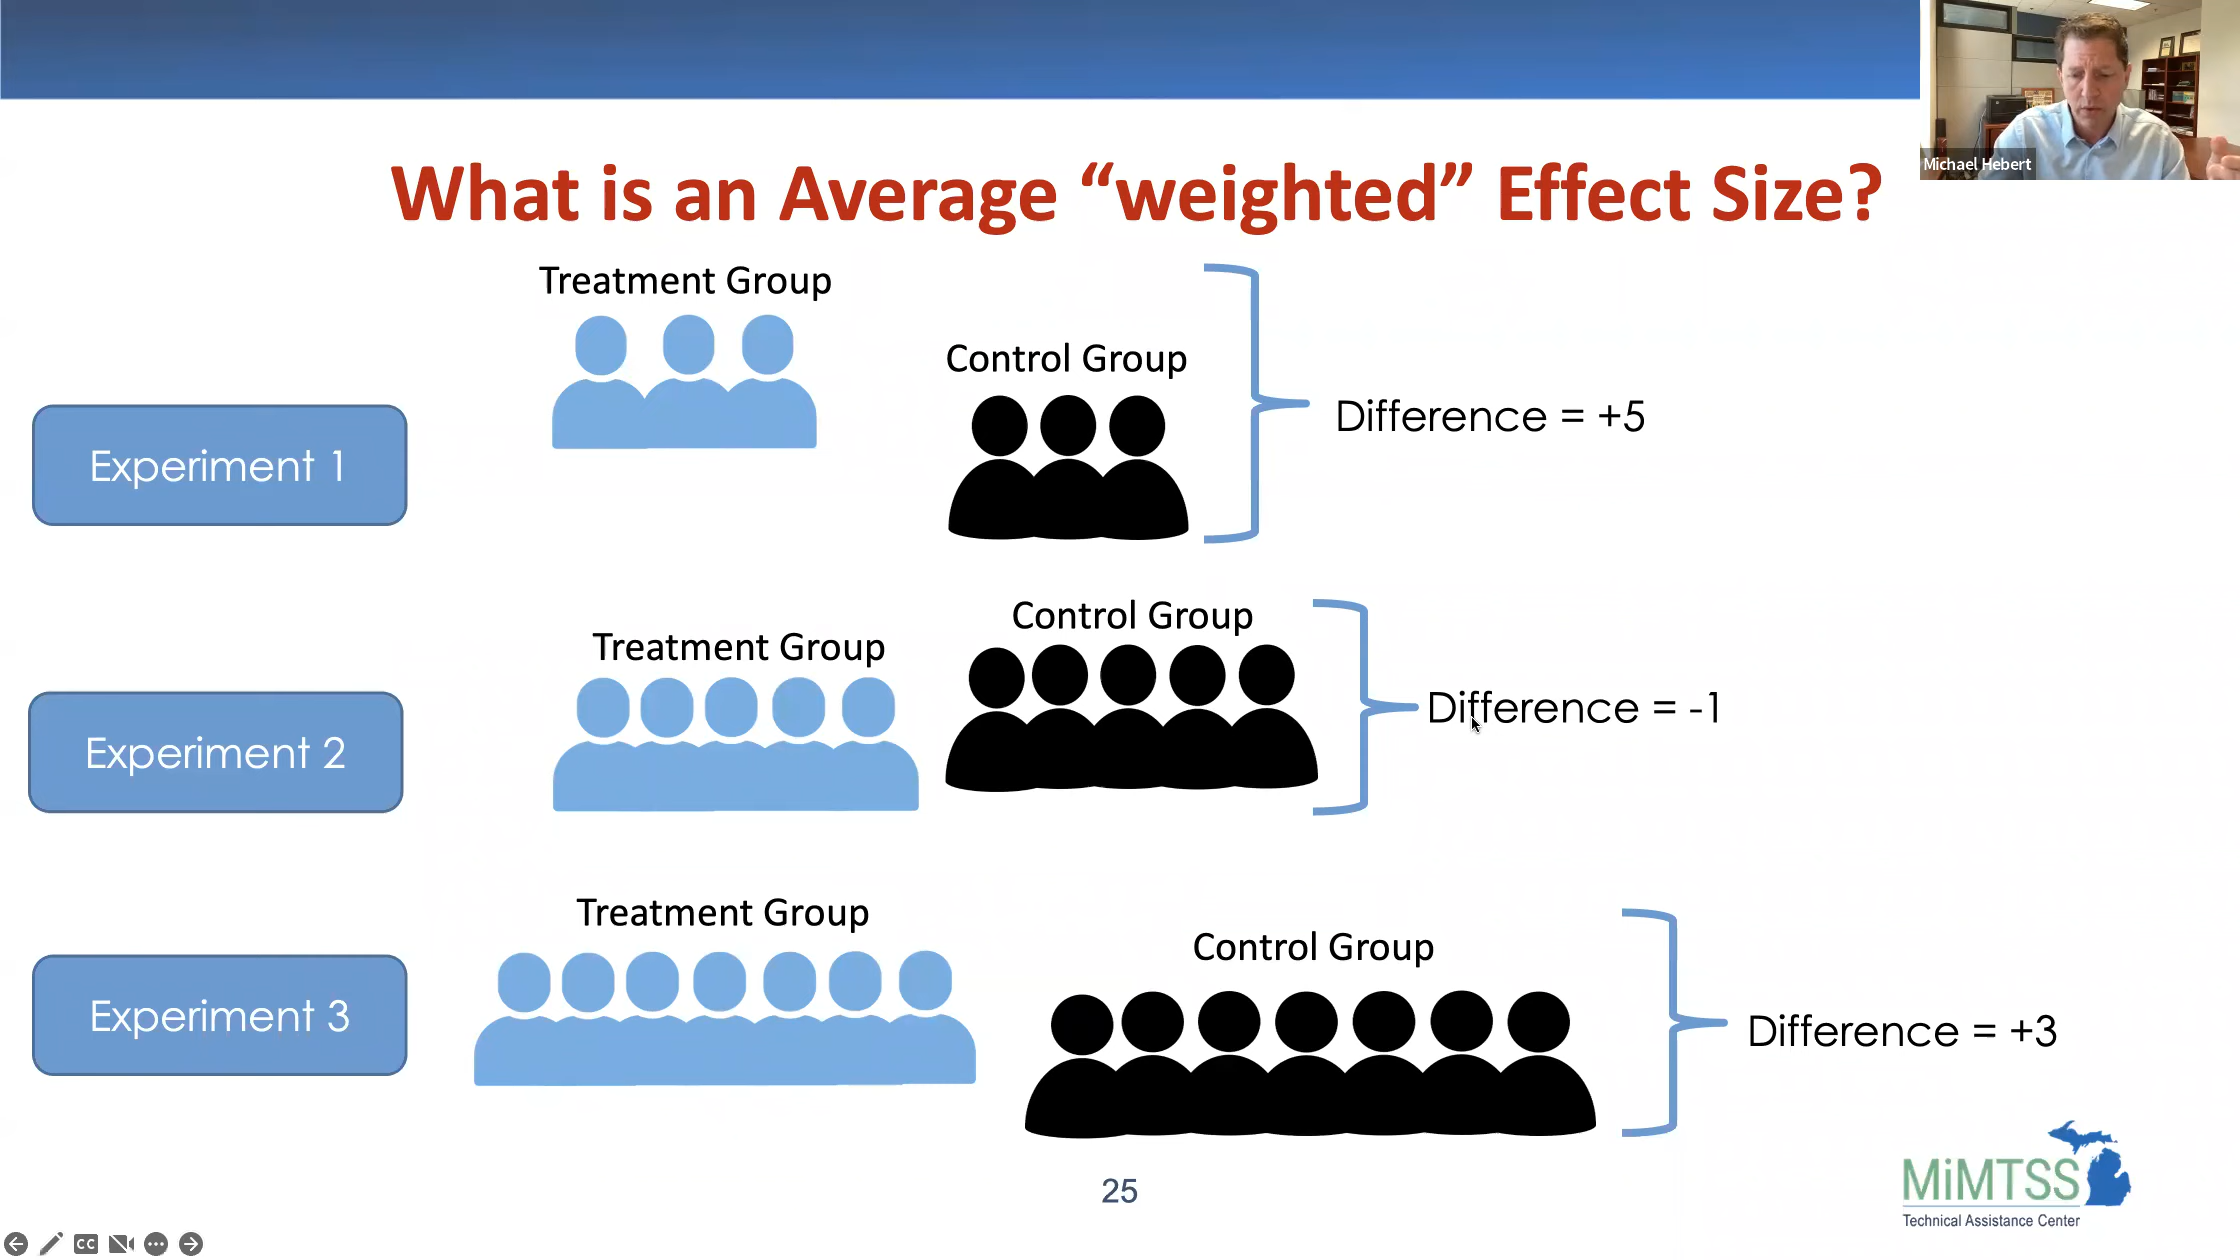 Michael Hebert
What is an Average “weighted” Effect Size?
Treatment Group
Control Group
Experiment 1
Difference = +5
Treatment Group
Control Group
Experiment 2
Difference = -1
Treatment Group
Control Group
Experiment 3
Difference = +3
25
MiMTSS
Technical Assistance Center
CC